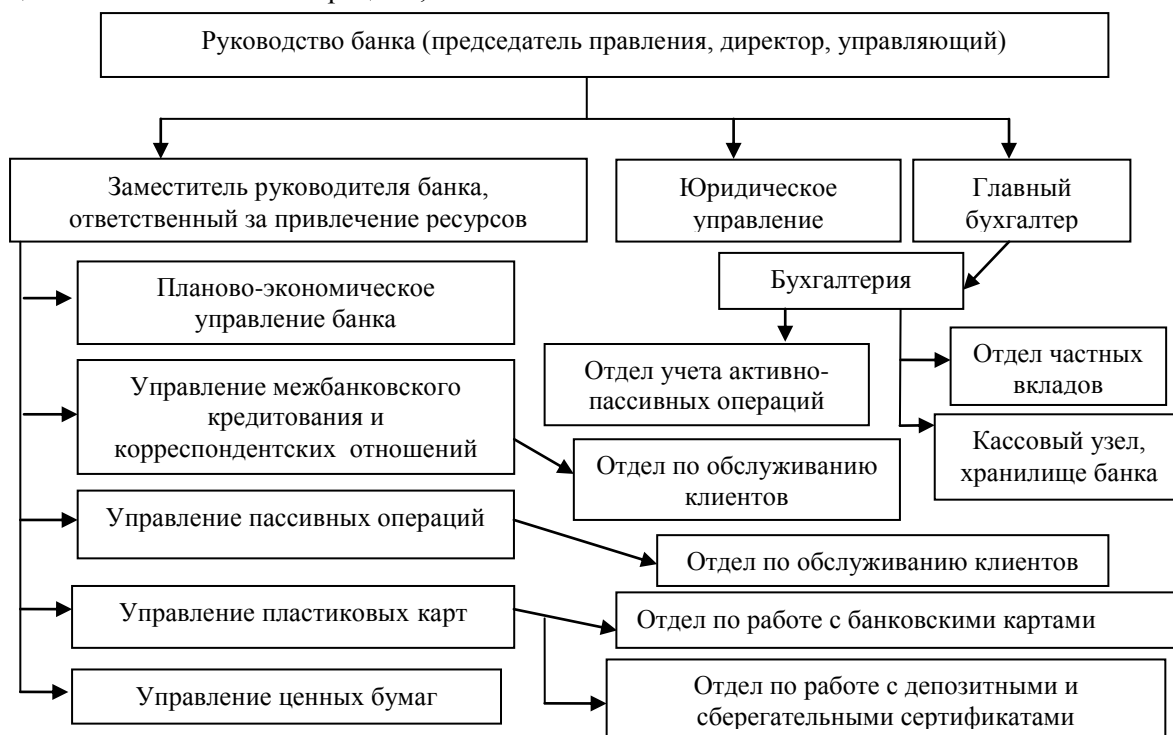 Руководство банка (председатель правления, директор, управляющий)
Заместитель руководителя банка,
ответственный за привлечение ресурсов
Юридическое
управление
Главный
бухгалтер
Бухгалтерия
Планово-экономическое
управление банка
Отдел учета активно-
пассивных операций
Отдел частных
вкладов
Управление межбанковского
кредитования и
корреспондентских отношений
Кассовый узел,
хранилище банка
Отдел по обслуживанию
клиентов
Управление пассивных операций
Отдел по обслуживанию клиентов
Управление пластиковых карт
Отдел по работе с банковскими картами
Управление ценных бумаг
Отдел по работе с депозитными и
сберегательными сертификатами